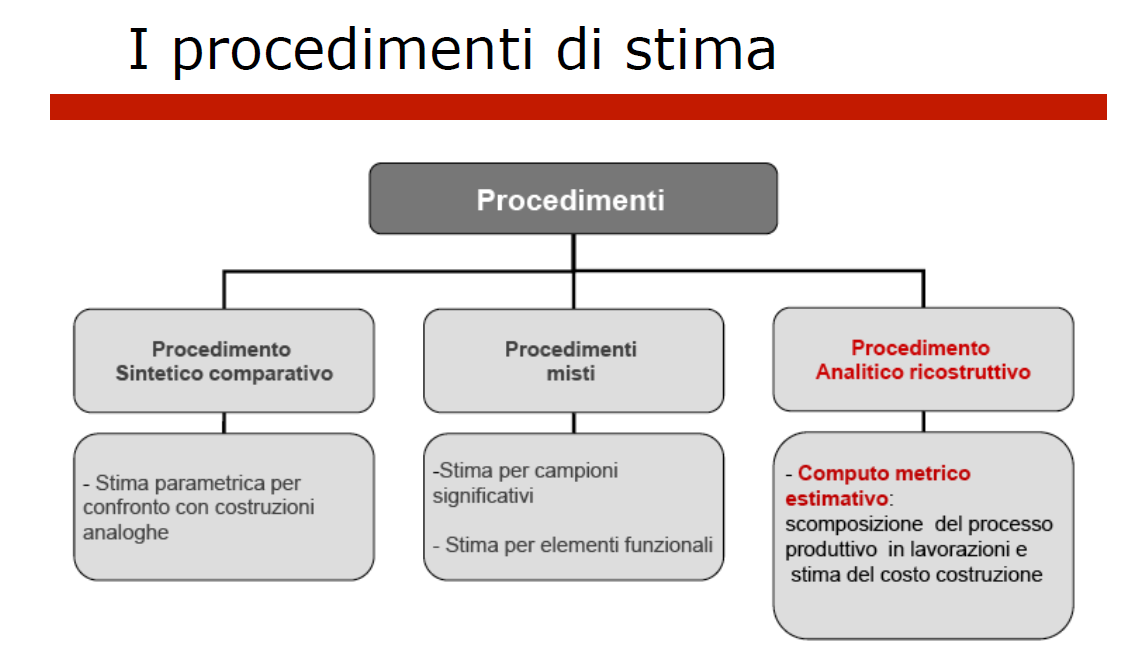 I procedimenti di stima
Procedimenti
Procedimento
Sintetico comparativo
Procedimenti
misti
Procedimento
Analitico ricostruttivo
- Stima parametrica per
confronto con costruzioni
analoghe
-Stima per campioni
significativi
- Stima per elementi funzionali
- Computo metrico
estimativo:
scomposizione del processo
produttivo in lavorazioni e
stima del costo costruzione